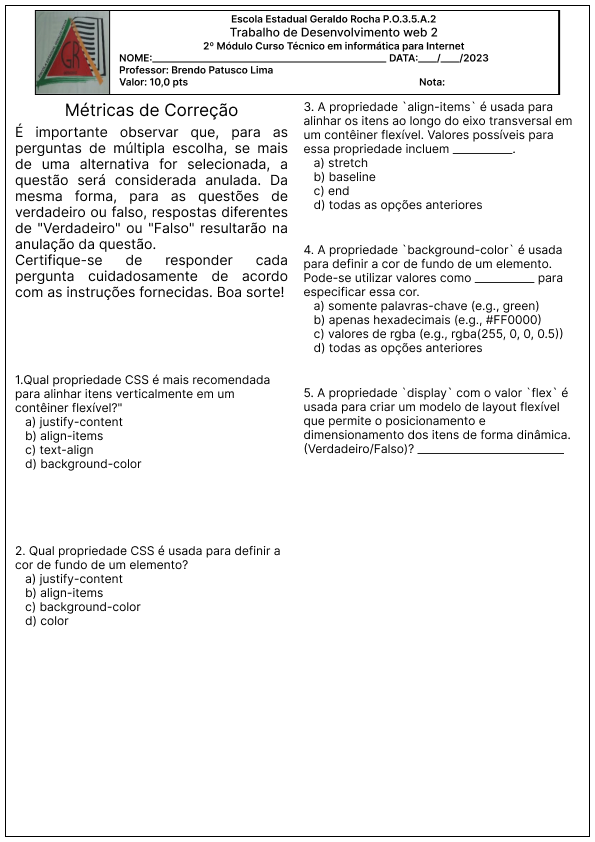 GR
Escola Estadual Geraldo Rocha P.O.3.5.A.2
Trabalho de Desenvolvimento web 2
2º Módulo Curso Técnico em informática para Internet
NOME:________________________________________ DATA:___/___/2023
Professor: Brendo Patusco Lima
Valor: 10,0 pts Nota:
Métricas de Correção
É importante observar que, para as
perguntas de múltipla escolha, se mais
de uma alternativa for selecionada, a
questão será considerada anulada. Da
mesma forma, para as questões de
verdadeiro ou falso, respostas diferentes
de "Verdadeiro" ou "Falso" resultarão na
anulação da questão.
Certifique-se de responder cada
pergunta cuidadosamente de acordo
com as instruções fornecidas. Boa sorte!
1.Qual propriedade CSS é mais recomendada
para alinhar itens verticalmente em um
contêiner flexível?"
a) justify-content
b) align-items
c) text-align
d) background-color
2. Qual propriedade CSS é usada para definir a
cor de fundo de um elemento?
a) justify-content
b) align-items
c) background-color
d) color
3. A propriedade `align-items` é usada para
alinhar os itens ao longo do eixo transversal em
um contêiner flexível. Valores possíveis para
essa propriedade incluem __________.
a) stretch
b) baseline
c) end
d) todas as opções anteriores
4. A propriedade `background-color` é usada
para definir a cor de fundo de um elemento.
Pode-se utilizar valores como __________ para
especificar essa cor.
a) somente palavras-chave (e.g., green)
b) apenas hexadecimais (e.g., #FF0000)
c) valores de rgba (e.g., rgba(255, 0, 0, 0.5))
d) todas as opções anteriores
5. A propriedade `display` com o valor `flex` é
usada para criar um modelo de layout flexível
que permite o posicionamento e
dimensionamento dos itens de forma dinâmica.
(Verdadeiro/Falso)? ________________________